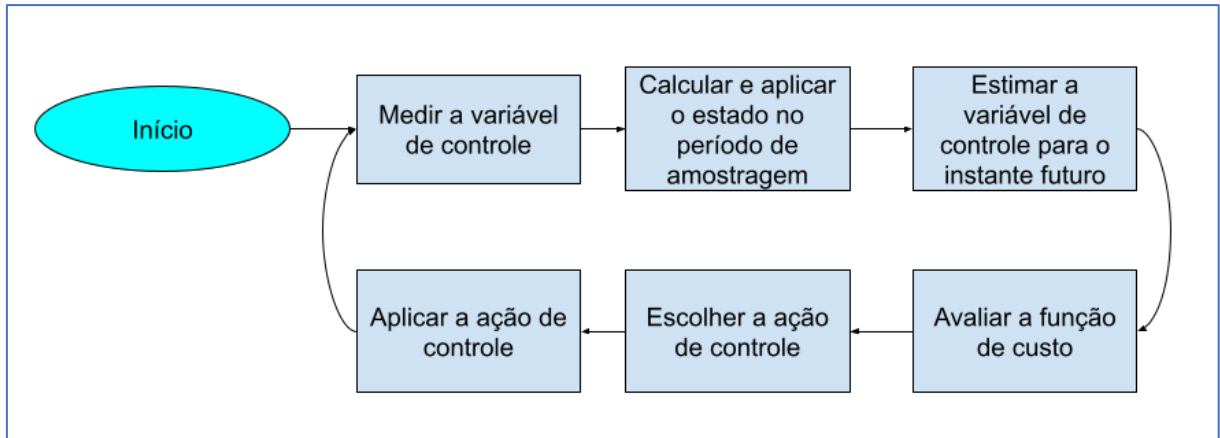 Início
Medir a variável
de controle
Calcular e aplicar
o estado no
período de
amostragem
Estimar a
variável de
controle para o
instante futuro
Avaliar a função
de custo
Escolher a ação
de controle
Aplicar a ação de
controle